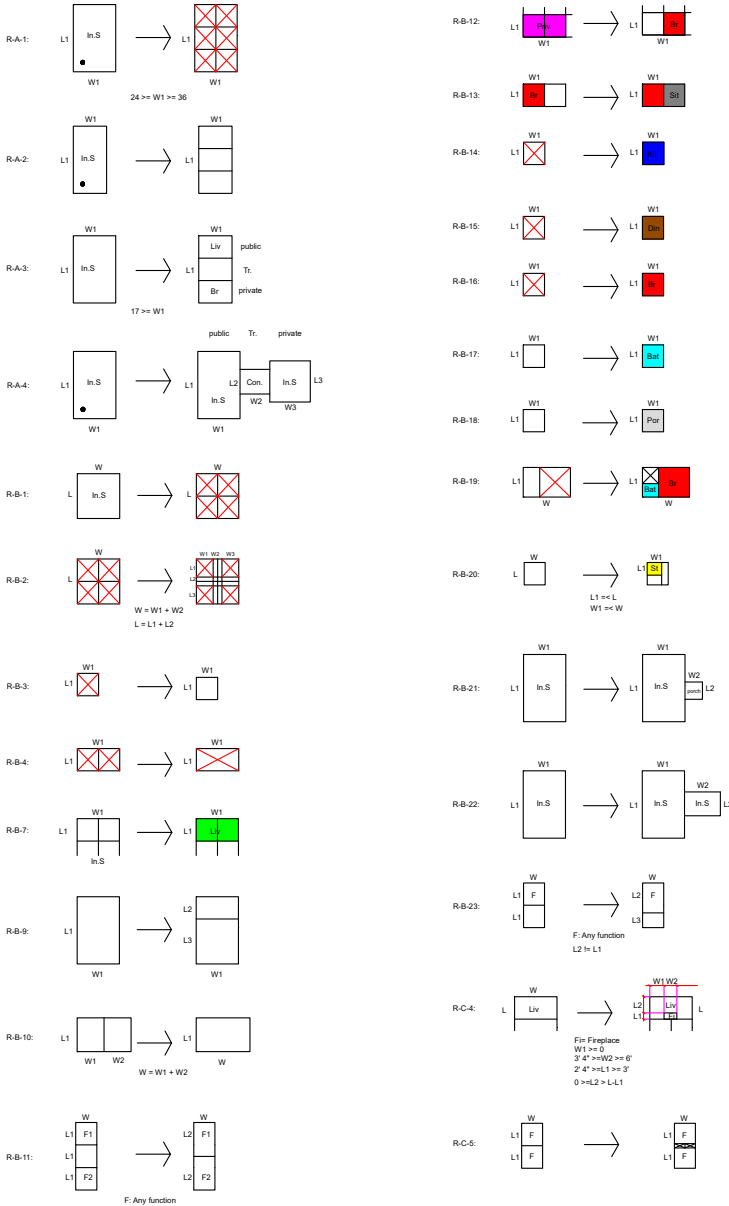 R-A-1:
L1
In.S
W1
L1
W1
24 >= W1 >= 36
R-A-2:
W1
L1
In.S
W1
L1
R-A-3:
W1
L1
In.S
W1
L1
Liv
Br
public
Tr.
private
17 >= W1
R-A-4:
L1
In.S
W1
public
Tr.
private
L1
In.S
W1
L2
Con.
W2
In.S
W3
L3
R-B-1:
W
L
In.S
W
R-B-2:
W
L
W1
W2
W3
L1
L2
L3
W = W1 + W2
L = L1 + L2
R-B-3:
W1
L1
W1
L1
R-B-4:
L1
W1
L1
R-B-7:
L1
W1
In.S
W1
L1
Liv
R-B-9:
L1
W1
L2
L3
W1
R-B-10:
L1
W1
W2
L1
W
W = W1 + W2
R-B-11:
W
L1
F1
L1
L1
F2
W
L2
F1
L2
F2
F: Any function
R-B-12:
L1
Priv
W1
L1
Br
W1
R-B-13:
W1
L1
Br
W1
L1
Sit
R-B-14:
W1
L1
W1
L1
R-B-15:
W1
L1
W1
L1
Din
R-B-16:
W1
L1
W1
L1
Br
R-B-17:
W1
L1
W1
L1
Bat
R-B-18:
W1
L1
W1
L1
Por
R-B-19:
L1
W
L1
Bat
Br
W
R-B-20:
W
L
W1
L1
St
L1 =< L
W1 =< W
R-B-21:
W1
L1
In.S
W1
L1
In.S
W2
porch
L2
R-B-22:
W1
L1
In.S
W1
L1
In.S
W2
In.S
R-B-23:
W
L1
F
L1
W
L2
F
L3
F: Any function
L2 != L1
R-C-4:
W
L
Liv
W1
W2
L2
Liv
L1
Fi
L
Fi= Fireplace
W1 >= 0
3' 4" >=W2 >= 6'
2' 4" >=L1 >= 3'
0 >=L2 > L-L1
R-C-5:
W
L1
F
L1
F
W
L1
F
L1
F